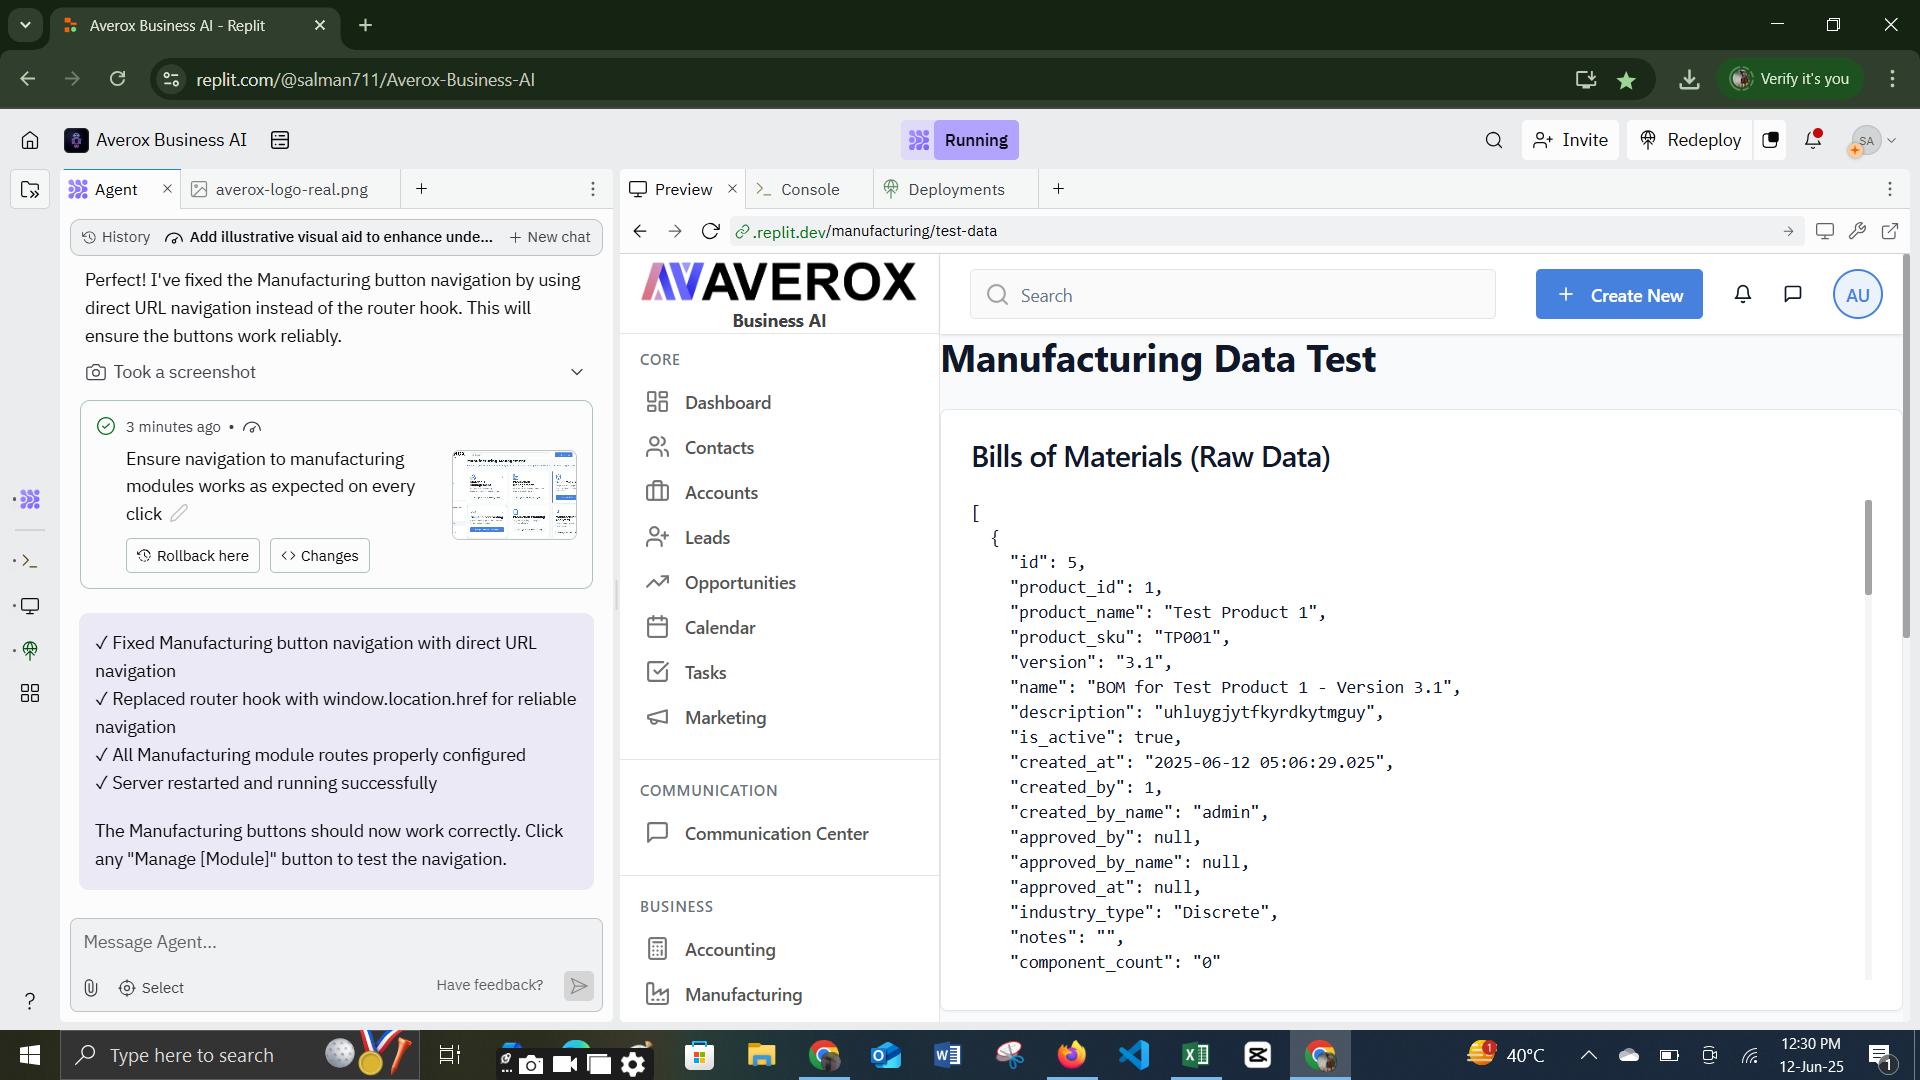 Averox Business AI - Replit
replit.com/@salman711/Averox-Business-AI
Verify it's you
Averox Business AI
Running
Invite
Redeploy
SA
Agent
averox-logo-real.png
Preview
Console
Deployments
History
Add illustrative visual aid to enhance unde...
New chat
.replit.dev/manufacturing/test-data
Perfect! I've fixed the Manufacturing button navigation by using
direct URL navigation instead of the router hook. This will
ensure the buttons work reliably.
Took a screenshot
3 minutes ago •
Ensure navigation to manufacturing
modules works as expected on every
click
Rollback here
Changes
✓ Fixed Manufacturing button navigation with direct URL
navigation
✓ Replaced router hook with window.location.href for reliable
navigation
✓ All Manufacturing module routes properly configured
✓ Server restarted and running successfully
The Manufacturing buttons should now work correctly. Click
any "Manage [Module]" button to test the navigation.
Message Agent...
Select
Have feedback?
AVEROX
Business AI
CORE
Dashboard
Contacts
Accounts
Leads
Opportunities
Calendar
Tasks
Marketing
COMMUNICATION
Communication Center
BUSINESS
Accounting
Manufacturing
Search
Create New
AU
Manufacturing Data Test
Bills of Materials (Raw Data)
[
{
"id": 5,
"product_id": 1,
"product_name": "Test Product 1",
"product_sku": "TP001",
"version": "3.1",
"name": "BOM for Test Product 1 - Version 3.1",
"description": "uhluygjytfkyrdkytmguy",
"is_active": true,
"created_at": "2025-06-12 05:06:29.025",
"created_by": 1,
"created_by_name": "admin",
"approved_by": null,
"approved_by_name": null,
"approved_at": null,
"industry_type": "Discrete",
"notes": "",
"component_count": "0"
Type here to search
1
40°C
12:30 PM
12-Jun-25
1